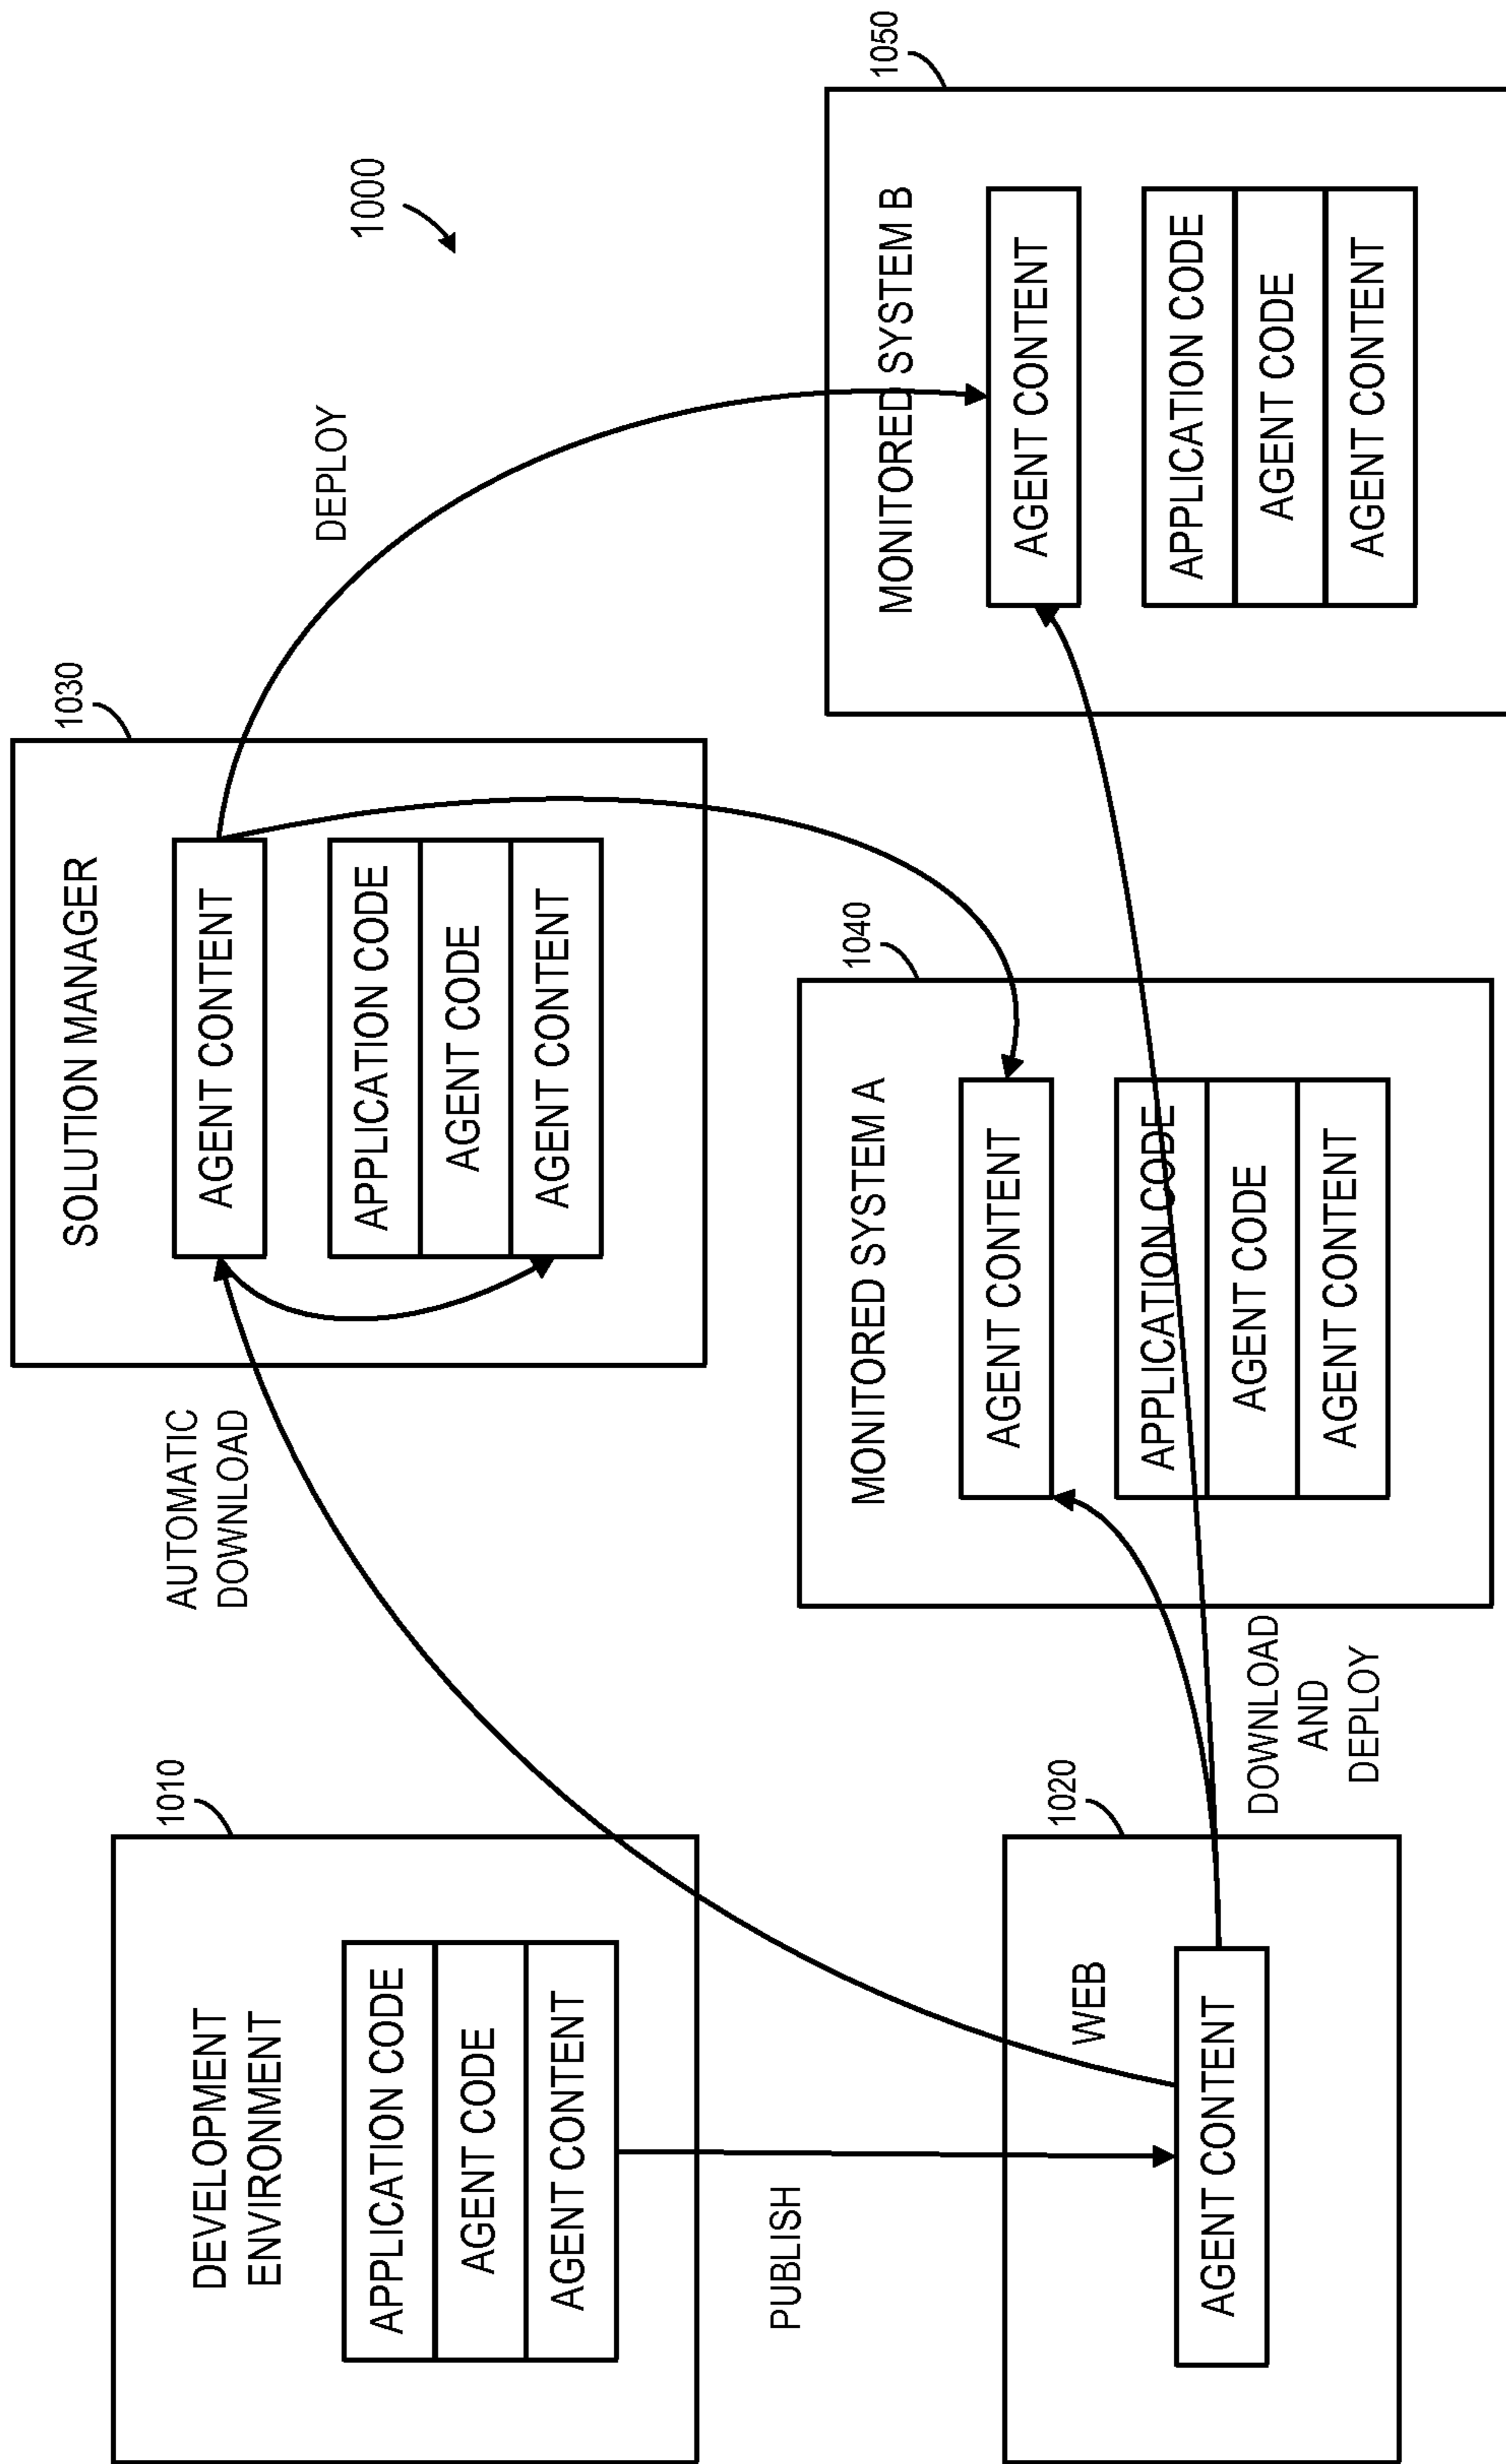 1000
1010
DEVELOPMENT
ENVIRONMENT
APPLICATION CODE
AGENT CODE
AGENT CONTENT
PUBLISH
1020
WEB
AGENT CONTENT
AUTOMATIC
DOWNLOAD
1030
SOLUTION MANAGER
AGENT CONTENT
APPLICATION CODE
AGENT CODE
AGENT CONTENT
DEPLOY
DOWNLOAD
AND
DEPLOY
1040
MONITORED SYSTEM A
AGENT CONTENT
APPLICATION CODE
AGENT CODE
AGENT CONTENT
1050
MONITORED SYSTEM B
AGENT CONTENT
APPLICATION CODE
AGENT CODE
AGENT CONTENT